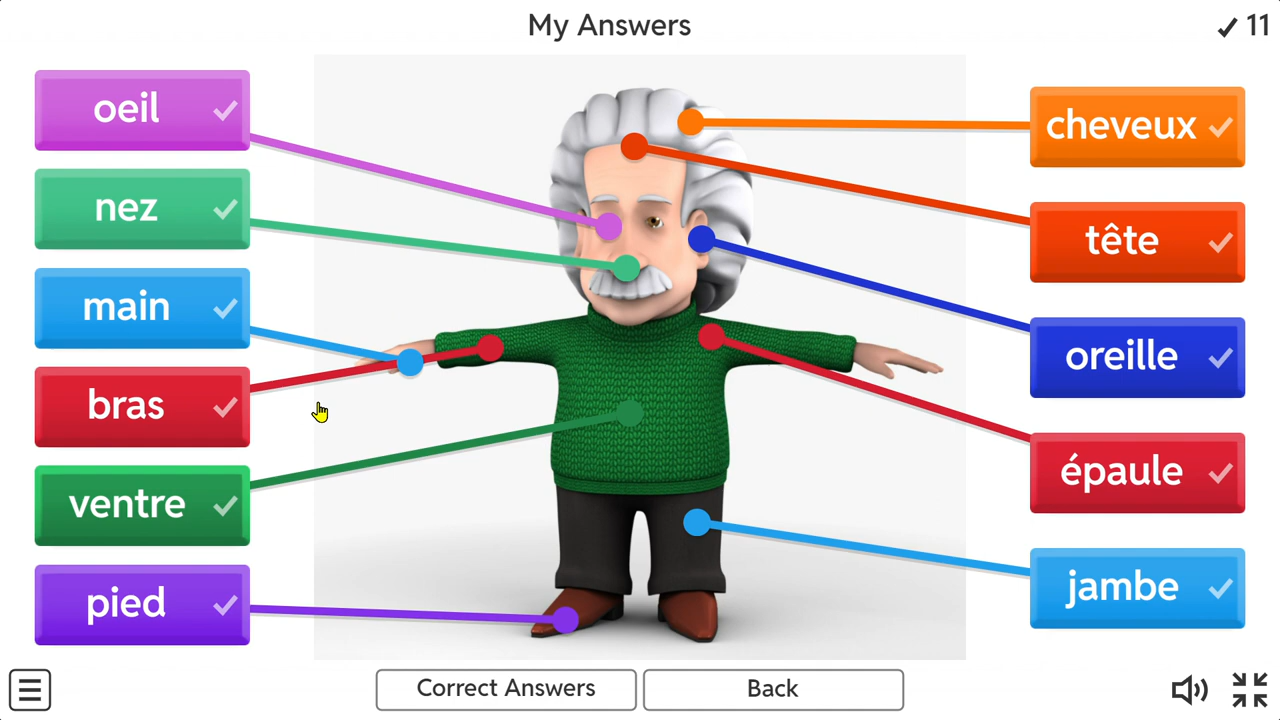 My Answers
11
oeil
nez
main
bras
ventre
pied
cheveux
tête
oreille
épaule
jambe
Correct Answers
Back